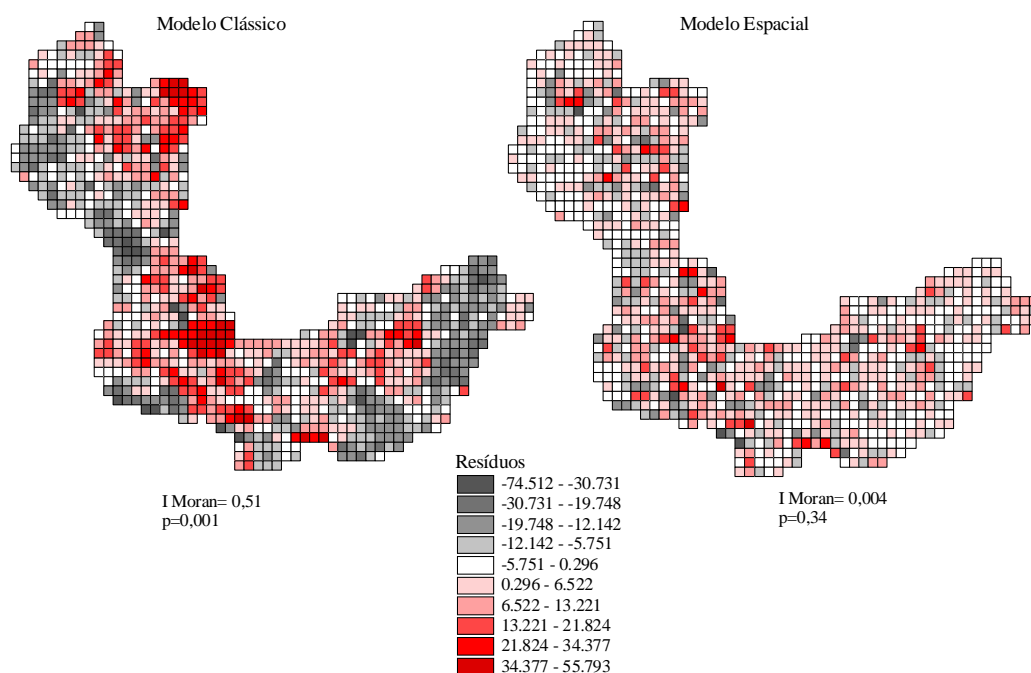 Modelo Clássico
Modelo Espacial
I Moran= 0,51
p=0,001
I Moran= 0,004
p=0,34
Resíduos
-74.512 - -30.731
-30.731 - -19.748
-19.748 - -12.142
-12.142 - -5.751
-5.751 - 0.296
0.296 - 6.522
6.522 - 13.221
13.221 - 21.824
21.824 - 34.377
34.377 - 55.793